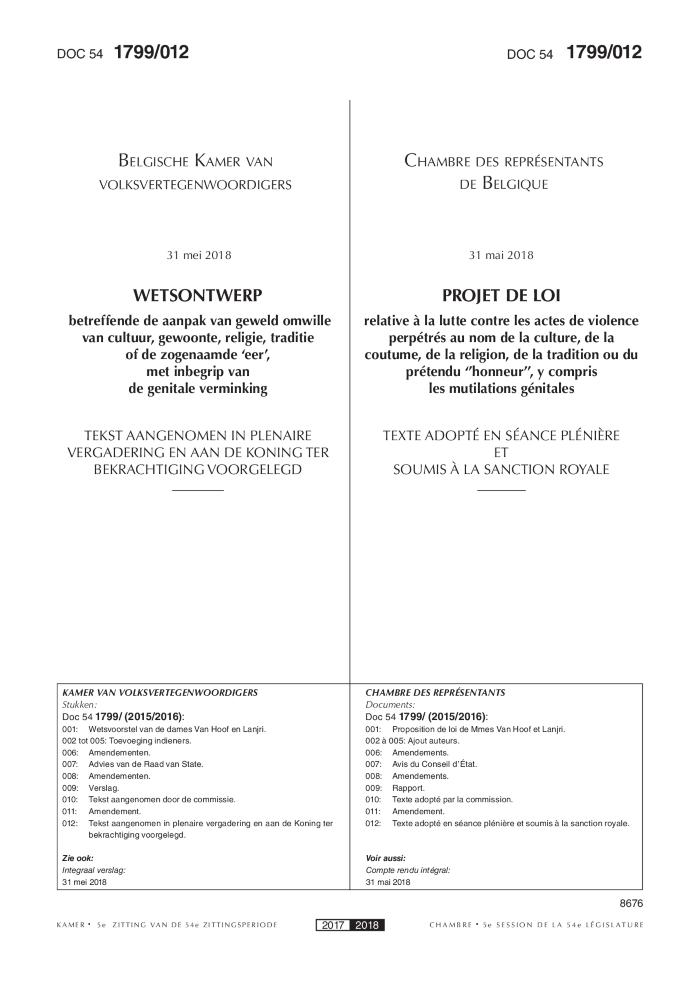 DOC 54 1799/012
DOC 54 1799/012
Belgische Kamer van
volksvertegenwoordigers
31 mei 2018
WETSONTWERP
betreffende de aanpak van geweld omwille
van cultuur, gewoonte, religie, traditie
of de zogenaamde ‘eer’,
met inbegrip van
de genitale verminking
TEKST AANGENOMEN IN PLENAIRE
VERGADERING EN AAN DE KONING TER
BEKRACHTIGING VOORGELEGD
Chambre des représentants
de Belgique
31 mai 2018
PROJET DE LOI
relative à la lutte contre les actes de violence
perpétrés au nom de la culture, de la
coutume, de la religion, de la tradition ou du
prétendu “honneur”, y compris
les mutilations génitales
TEXTE ADOPTÉ EN SÉANCE PLÉNIÈRE
ET
SOUMIS À LA SANCTION ROYALE
KAMER VAN VOLKSVERTEGENWOORDIGERS
Stukken:
Doc 54 1799/ (2015/2016):
001: Wetsvoorstel van de dames Van Hoof en Lanjri.
002 tot 005: Toevoeging indieners.
006: Amendementen.
007: Advies van de Raad van State.
008: Amendementen.
009: Verslag.
010: Tekst aangenomen door de commissie.
011: Amendement.
012: Tekst aangenomen in plenaire vergadering en aan de Koning ter
bekrachtiging voorgelegd.
Zie ook:
Integraal verslag:
31 mei 2018
CHAMBRE DES REPRÉSENTANTS
Documents:
Doc 54 1799/ (2015/2016):
001: Proposition de loi de Mmes Van Hoof et Lanjri.
002 à 005: Ajout auteurs.
006: Amendements.
007: Avis du Conseil d’État.
008: Amendements.
009: Rapport.
010: Texte adopté par la commission.
011: Amendement.
012: Texte adopté en séance plénière et soumis à la sanction royale.
Voir aussi:
Compte rendu intégral:
31 mai 2018
8676
KAMER • 5e ZITTING VAN DE 54e ZITTINGSPERIODE
2017 2018
CHAMBRE • 5e SESSION DE LA 54e LÉGISLATURE